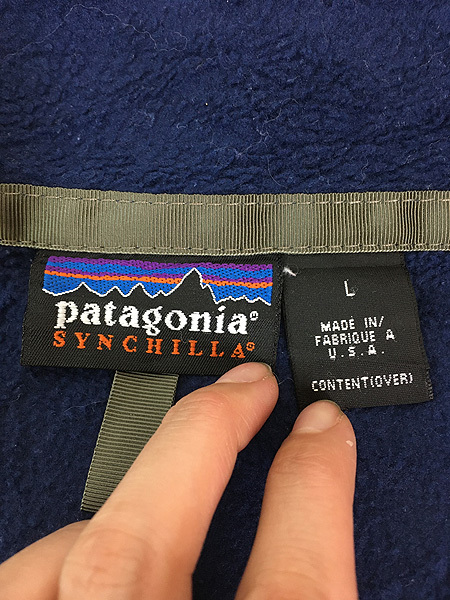 patagonia®
SYNCHILLA®
L
MADE IN/
FABRIQUE A
U.S.A.
CONTENT(OVER)